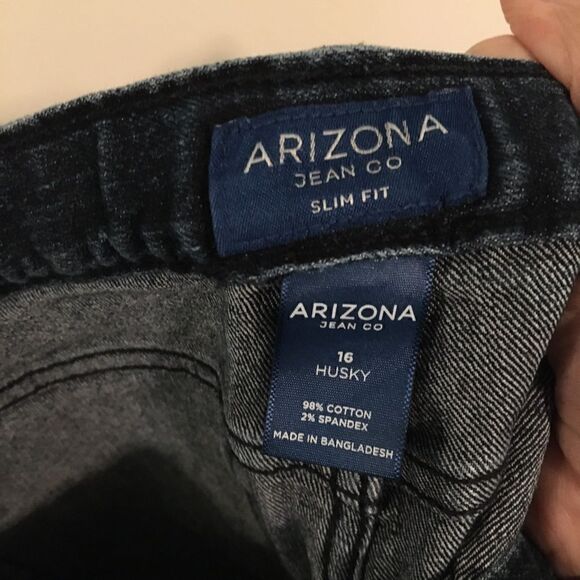 ARIZONA
JEAN CO
SLIM FIT
ARIZONA
JEAN CO
16
HUSKY
98% COTTON
2% SPANDEX
MADE IN BANGLADESH